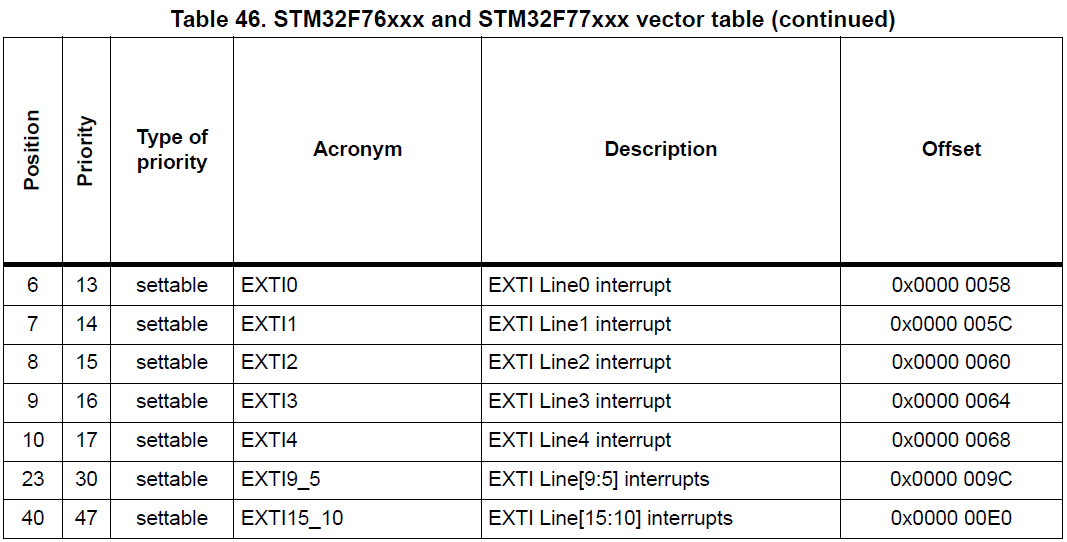 Table 46. STM32F76xxx and STM32F77xxx vector table (continued)
Position Priority Type of priority Acronym Description Offset
6 13 settable EXTI0 EXTI Line0 interrupt 0x0000 0058
7 14 settable EXTI1 EXTI Line1 interrupt 0x0000 005C
8 15 settable EXTI2 EXTI Line2 interrupt 0x0000 0060
9 16 settable EXTI3 EXTI Line3 interrupt 0x0000 0064
10 17 settable EXTI4 EXTI Line4 interrupt 0x0000 0068
23 30 settable EXTI9_5 EXTI Line[9:5] interrupts 0x0000 009C
40 47 settable EXTI15_10 EXTI Line[15:10] interrupts 0x0000 00E0